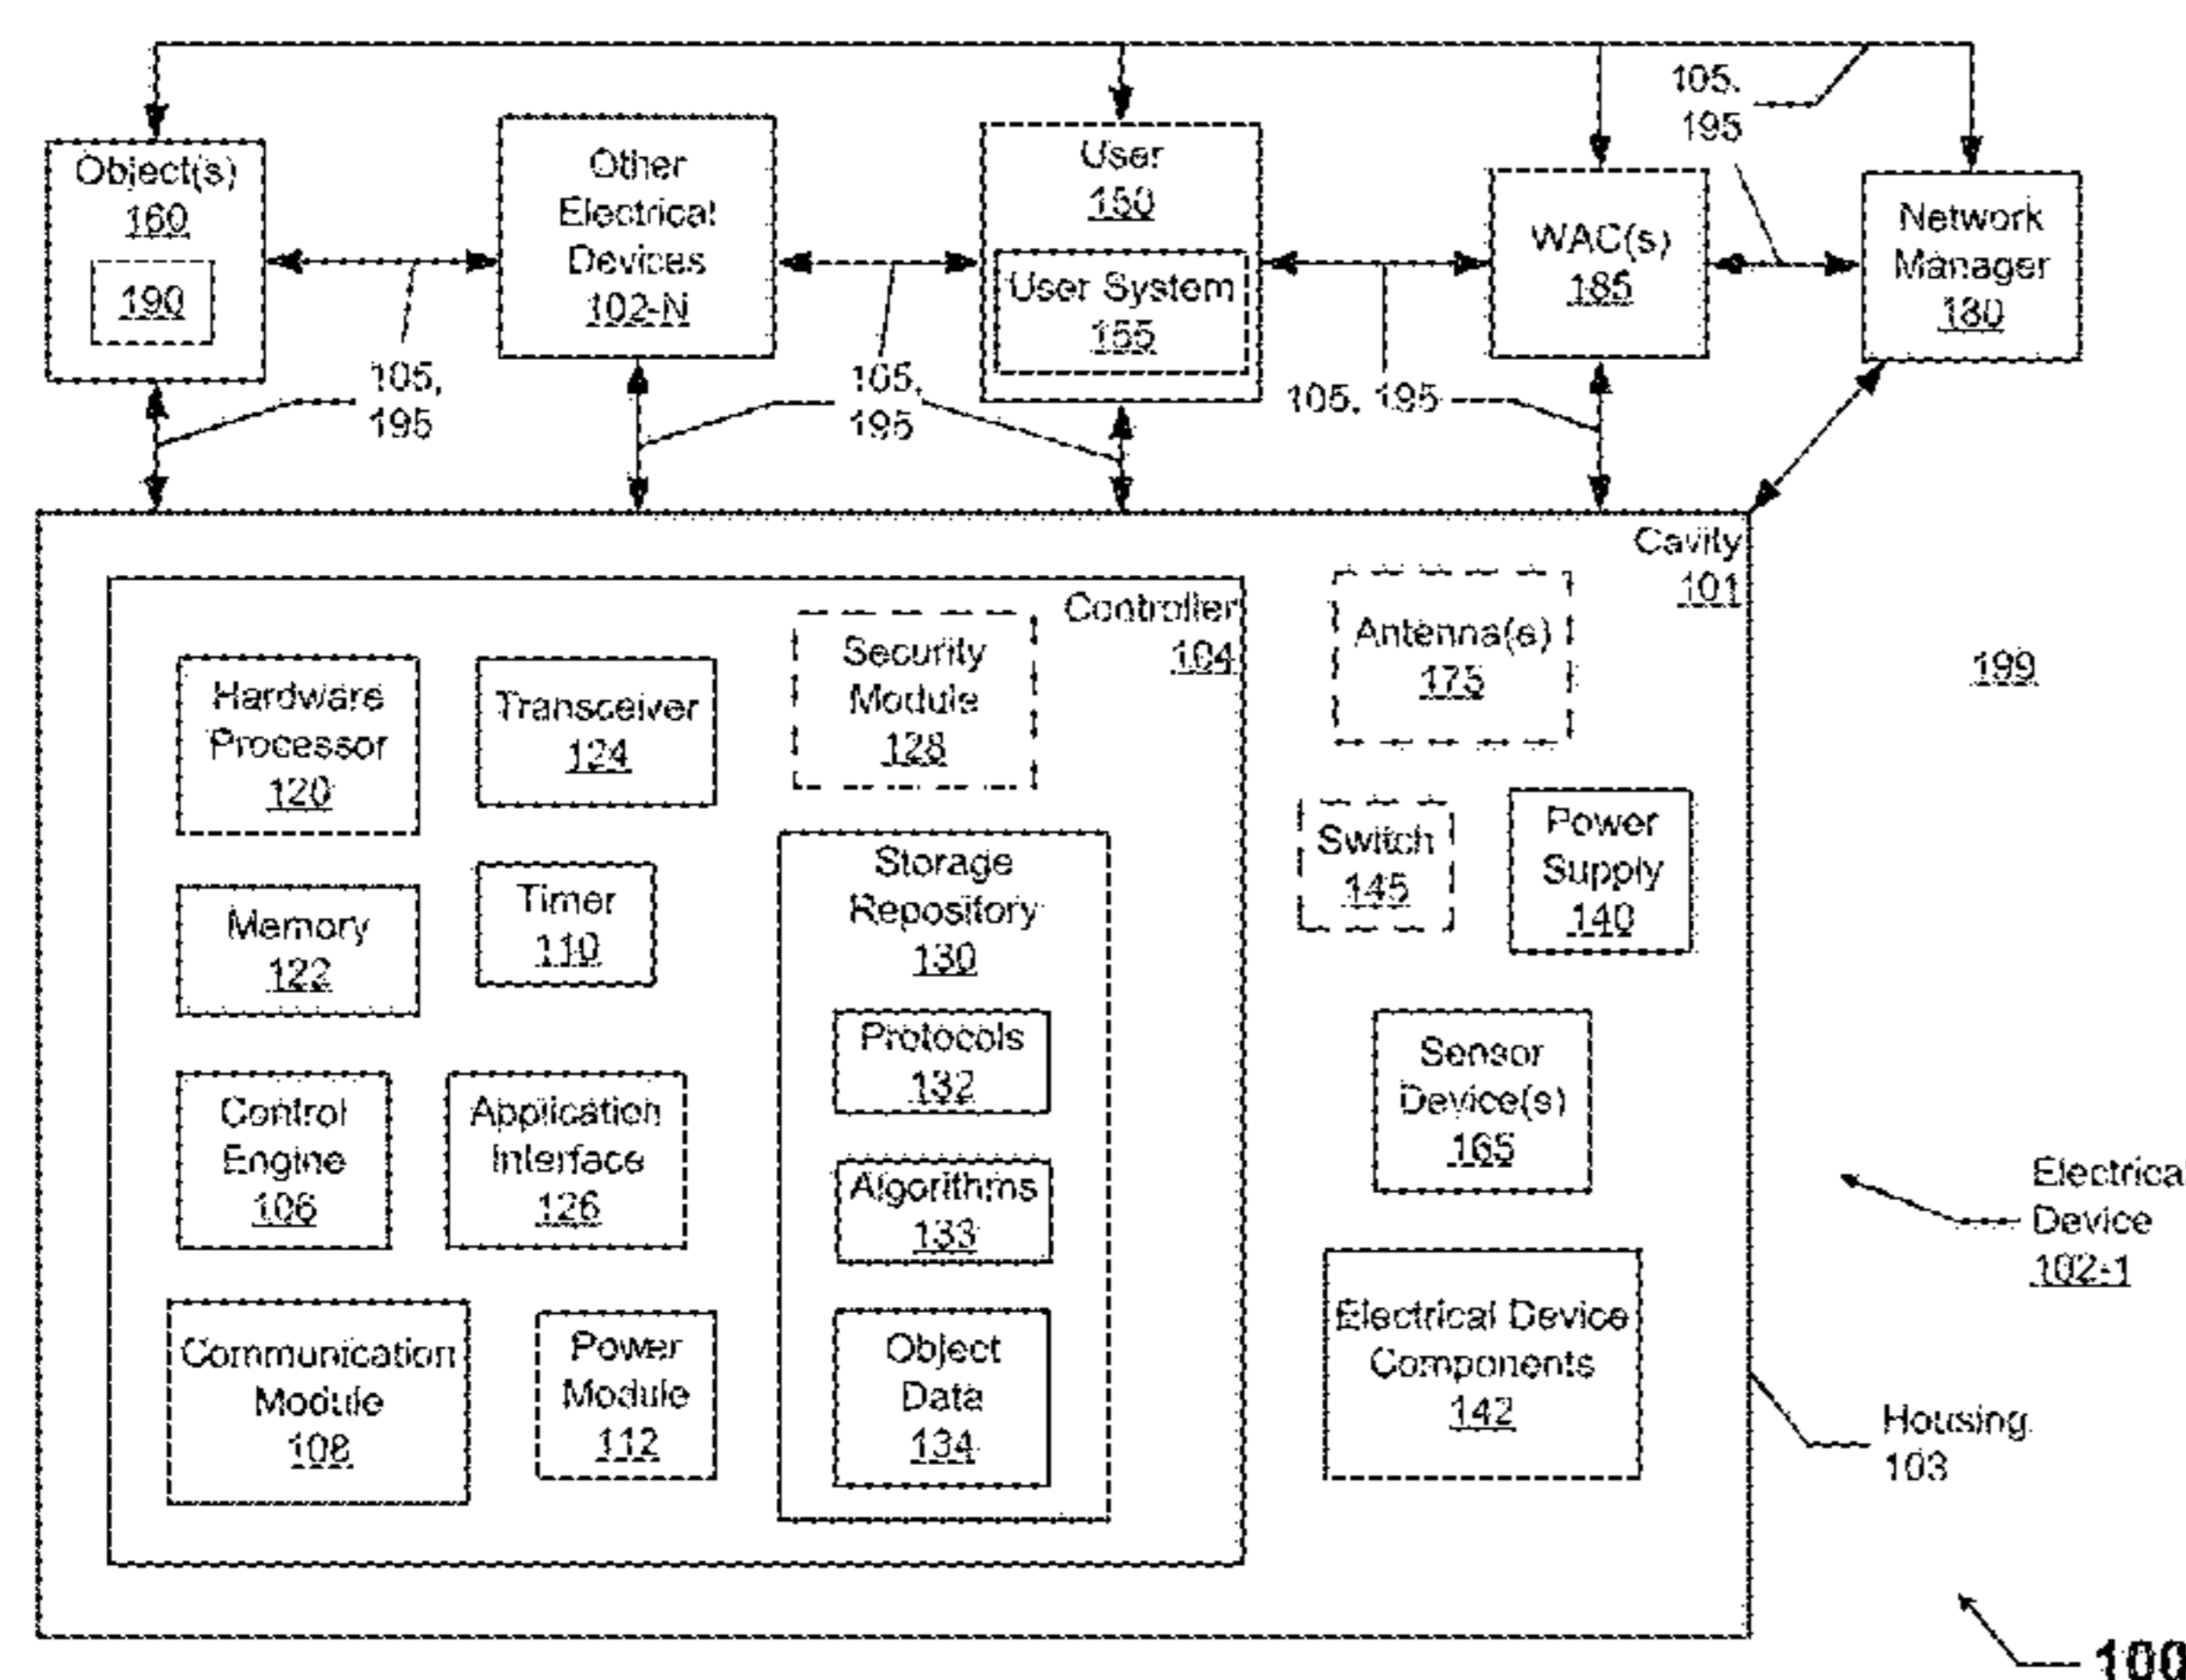 105,
195
Object(s)
160
190
Other
Electrical
Devices
102-N
User
150
User System
155
WAC(s)
185
Network
Manager
180
105,
195
105,
195
105, 195
Cavity
101
Controller
104
Hardware
Processor
120
Transceiver
124
Security
Module
128
Antenna(s)
175
199
Memory
122
Timer
110
Storage
Repository
130
Switch
145
Power
Supply
140
Protocols
132
Sensor
Device(s)
165
Control
Engine
106
Application
Interface
126
Algorithms
133
Electrical
Device
102-1
Communication
Module
108
Power
Module
112
Object
Data
134
Electrical Device
Components
142
Housing
103
100